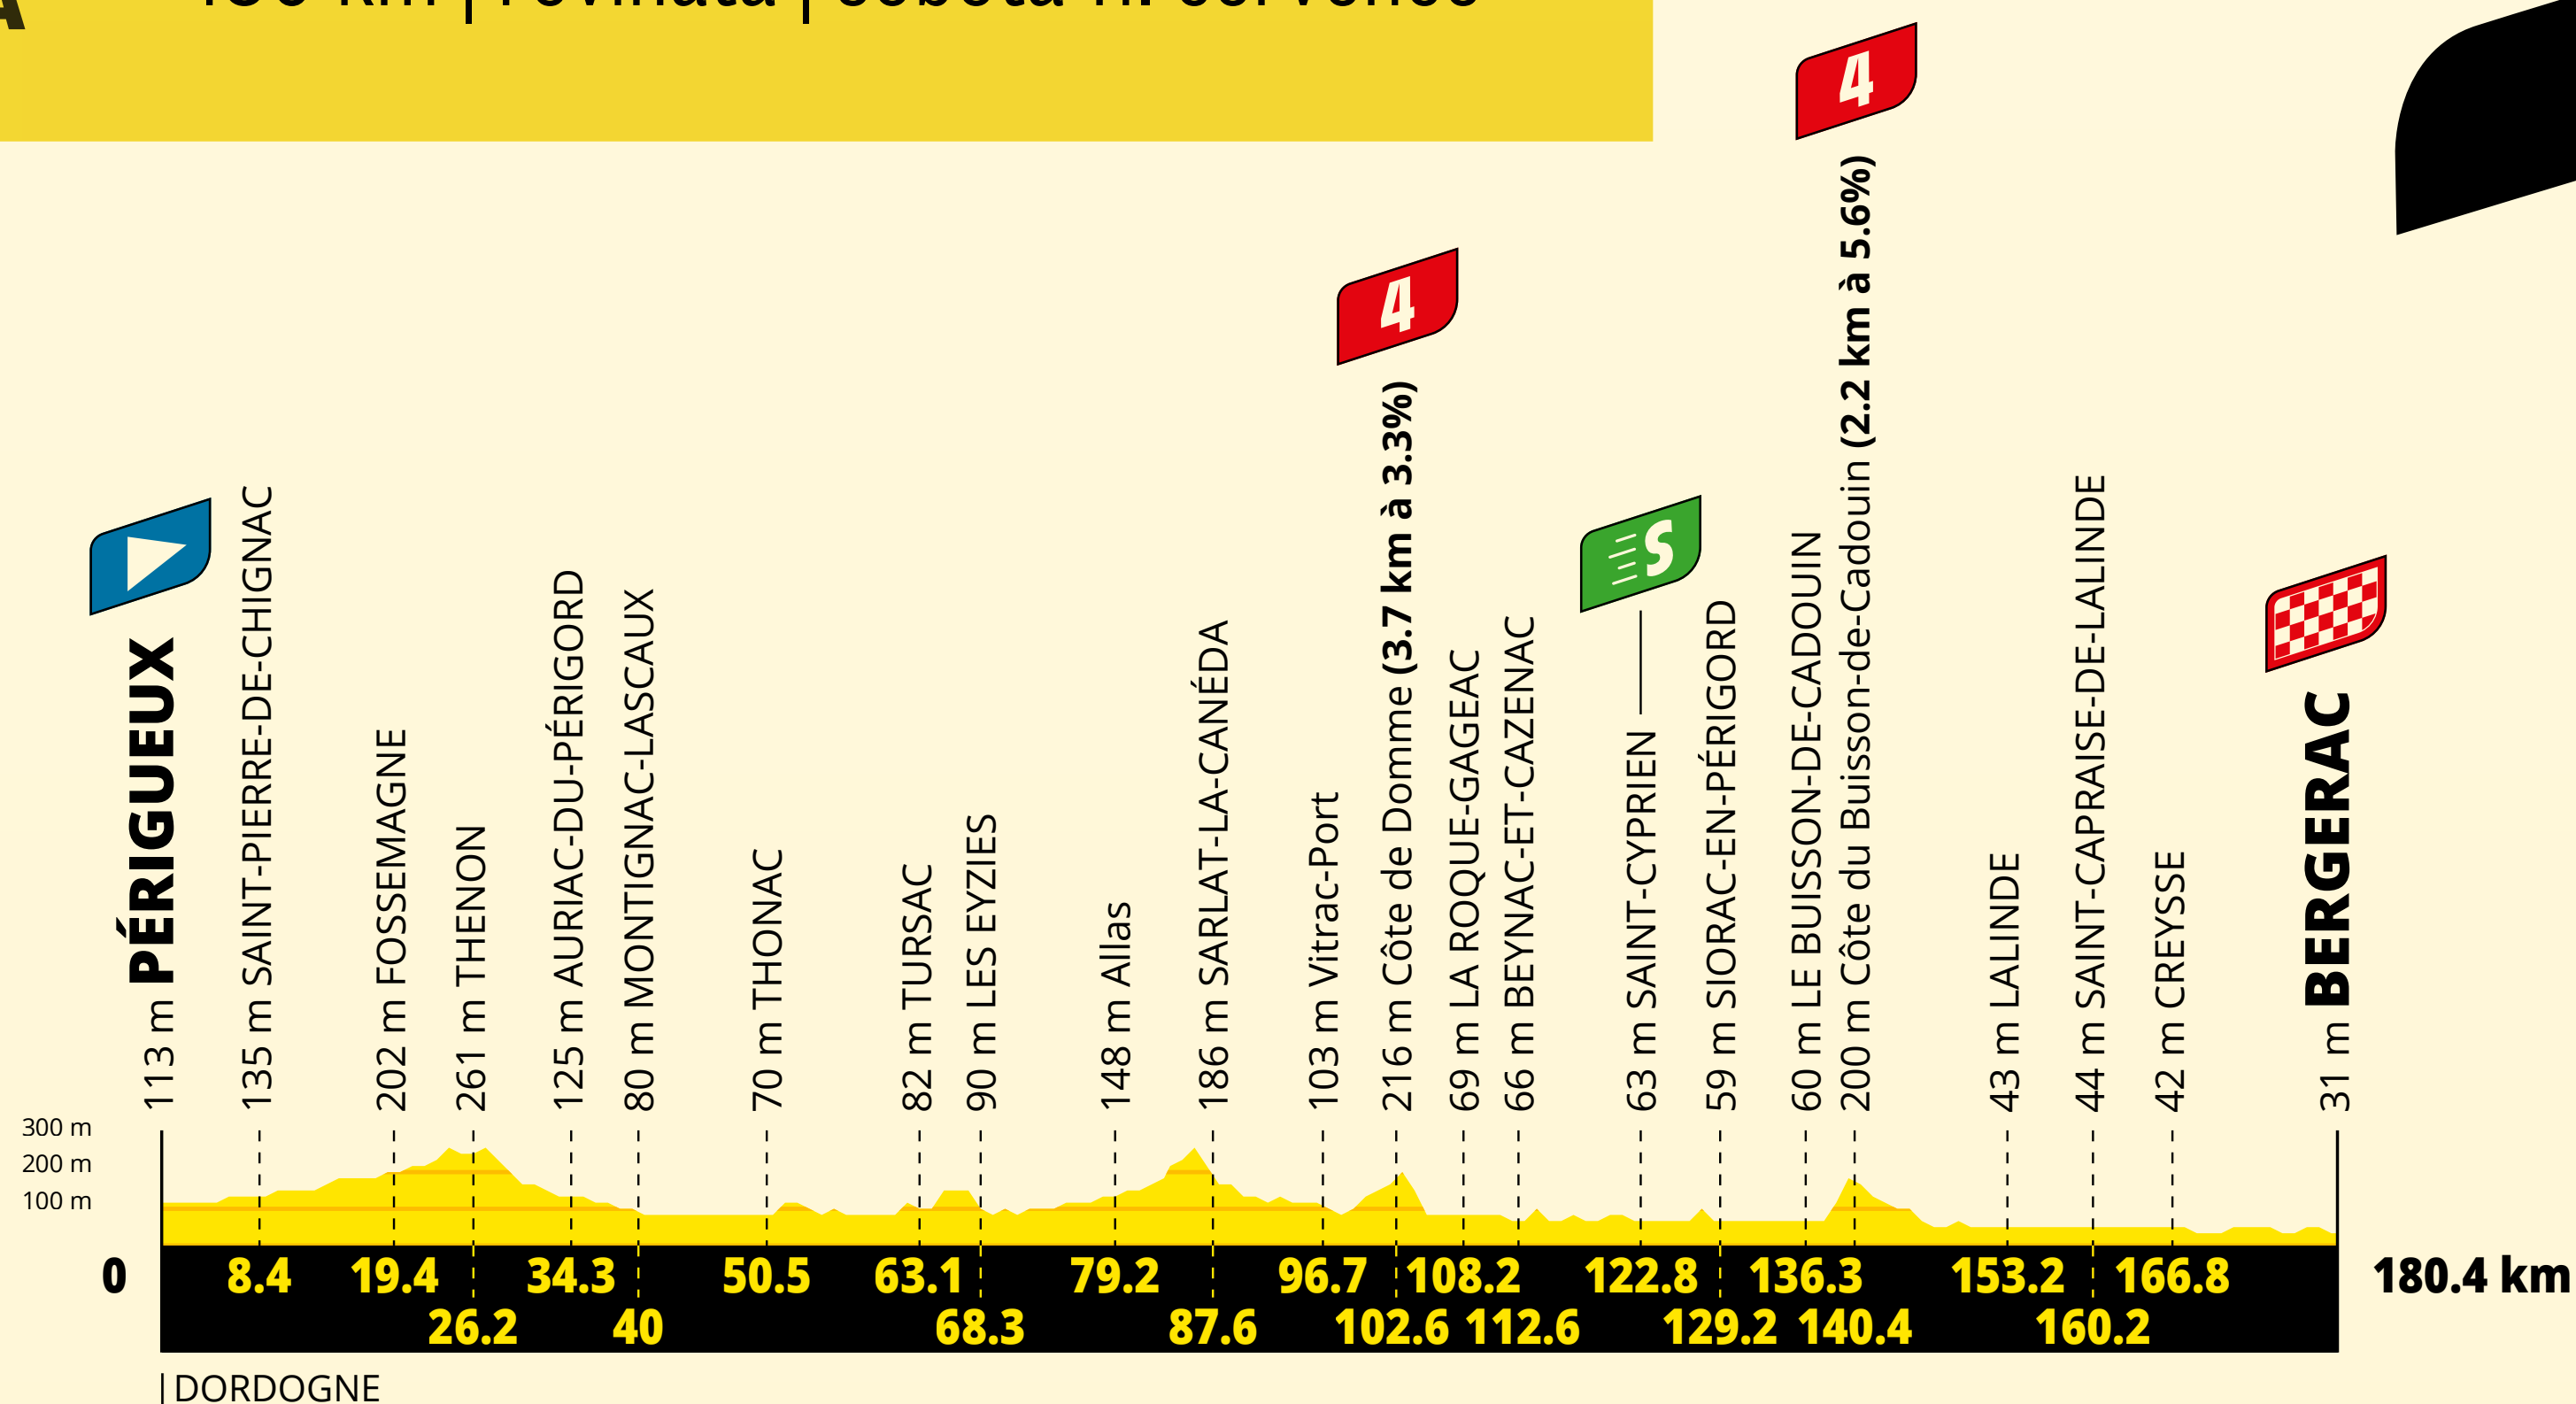 4
4
S
113 m PÉRIGUEUX
135 m SAINT-PIERRE-DE-CHIGNAC
202 m FOSSEMAGNE
261 m THENON
125 m AURIAC-DU-PÉRIGORD
80 m MONTIGNAC-LASCAUX
70 m THONAC
82 m TURSAC
90 m LES EYZIES
148 m Allas
186 m SARLAT-LA-CANÉDA
103 m Vitrac-Port
216 m Côte de Domme (3.7 km à 3.3%)
69 m LA ROQUE-GAGEAC
66 m BEYNAC-ET-CAZENAC
63 m SAINT-CYPRIEN
59 m SIORAC-EN-PÉRIGORD
60 m LE BUISSON-DE-CADOUIN
200 m Côte du Buisson-de-Cadouin (2.2 km à 5.6%)
43 m LALINDE
44 m SAINT-CAPRAISE-DE-LALINDE
42 m CREYSSE
31 m BERGERAC
300 m
200 m
100 m
0 8.4 19.4 34.3 50.5 63.1 79.2 96.7 108.2 122.8 136.3 153.2 166.8 180.4 km
26.2 40 68.3 87.6 102.6 112.6 129.2 140.4 160.2
DORDOGNE